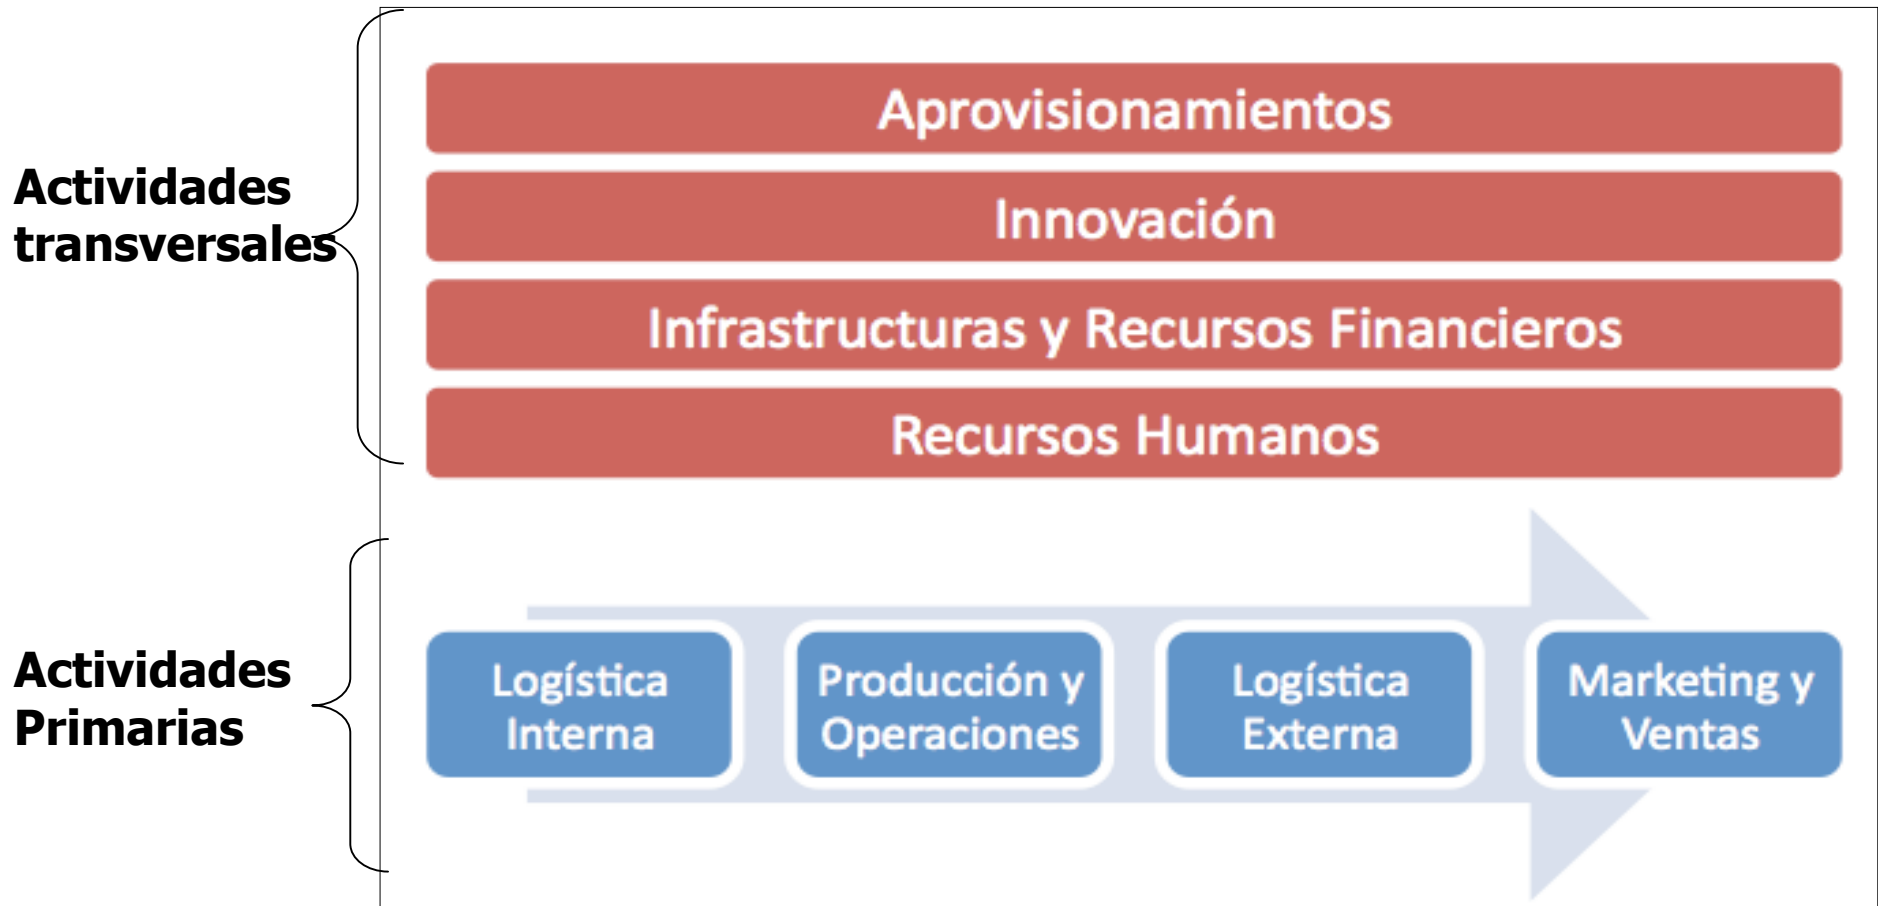 Actividades
transversales
Aprovisionamientos
Innovación
Infrastructuras y Recursos Financieros
Recursos Humanos
Actividades
Primarias
Logística
Interna
Producción y
Operaciones
Logística
Externa
Marketing y
Ventas